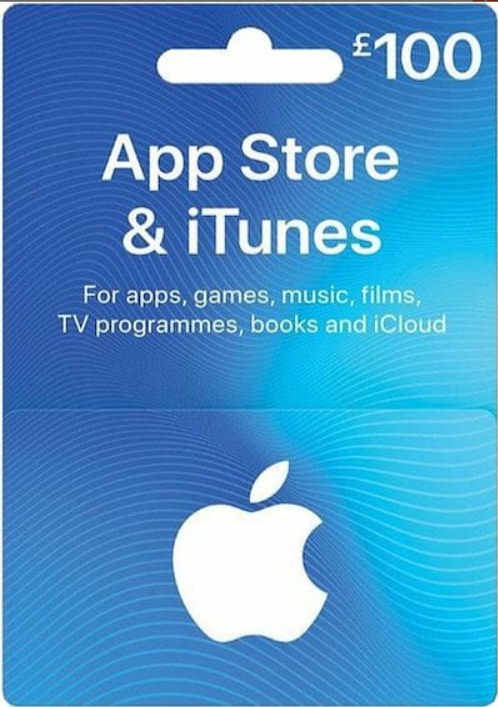 £100
App Store
& iTunes
For apps, games, music, films,
TV programmes, books and iCloud